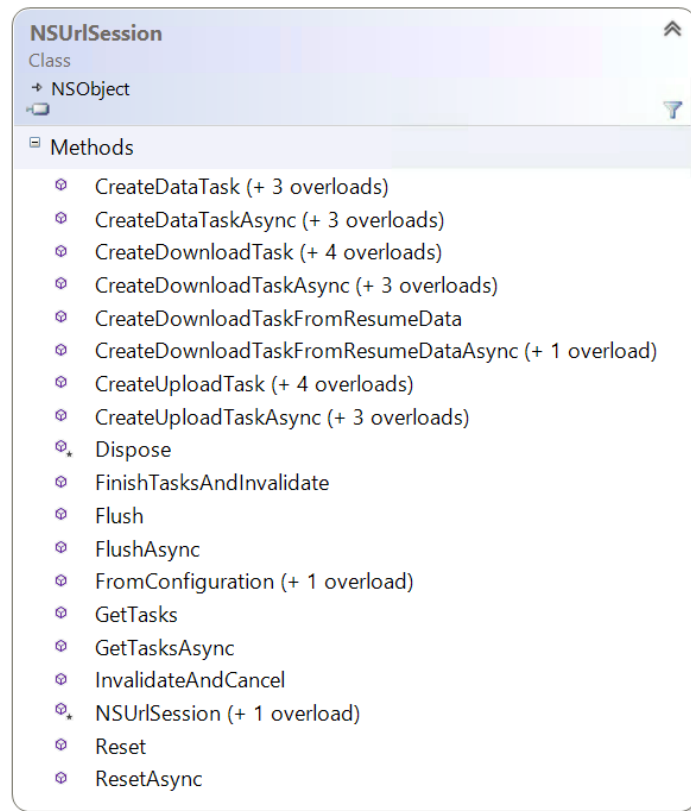 NSUrlSession
Class
NSObject
Methods
CreateDataTask (+ 3 overloads)
CreateDataTaskAsync (+ 3 overloads)
CreateDownloadTask (+ 4 overloads)
CreateDownloadTaskAsync (+ 3 overloads)
CreateDownloadTaskFromResumeData
CreateDownloadTaskFromResumeDataAsync (+ 1 overload)
CreateUploadTask (+ 4 overloads)
CreateUploadTaskAsync (+ 3 overloads)
Dispose
FinishTasksAndInvalidate
Flush
FlushAsync
FromConfiguration (+ 1 overload)
GetTasks
GetTasksAsync
InvalidateAndCancel
NSUrlSession (+ 1 overload)
Reset
ResetAsync